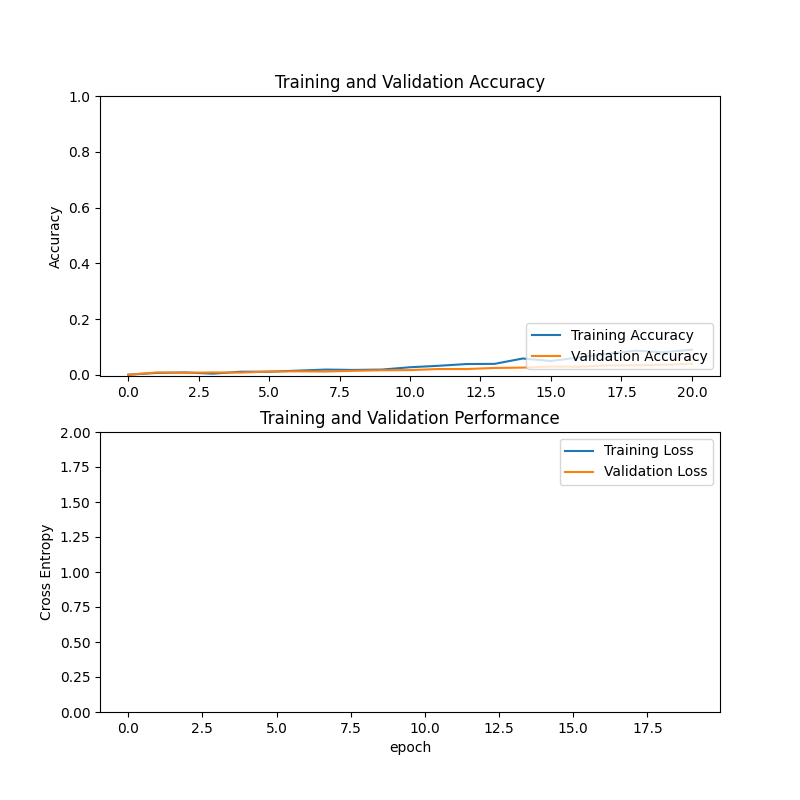 Training and Validation Accuracy
1.0
0.8
0.6
0.4
0.2
0.0
Accuracy
Training Accuracy
Validation Accuracy
0.0 2.5 5.0 7.5 10.0 12.5 15.0 17.5 20.0
Training and Validation Performance
2.00
1.75
1.50
1.25
1.00
0.75
0.50
0.25
0.00
Cross Entropy
Training Loss
Validation Loss
0.0 2.5 5.0 7.5 10.0 12.5 15.0 17.5
epoch